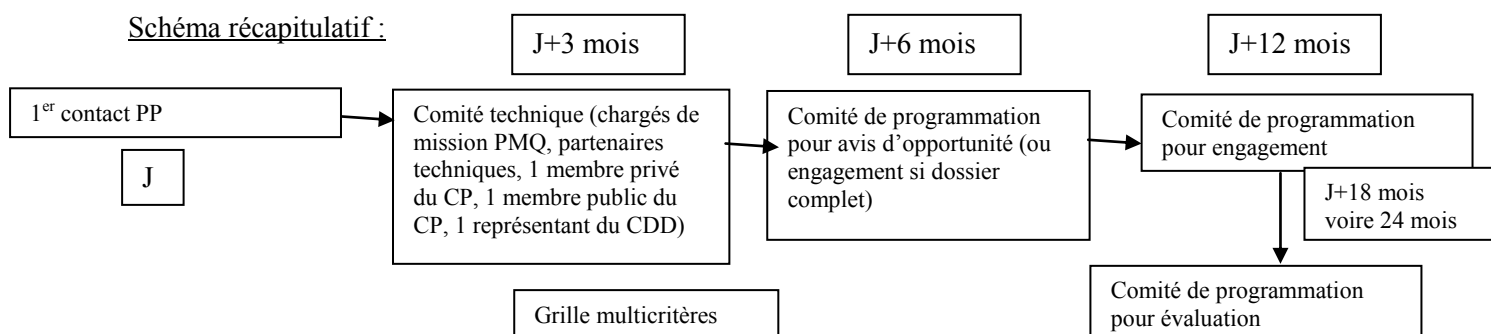 Schéma récapitulatif :
J+3 mois
J+6 mois
J+12 mois
1er contact PP
J
Comité technique (chargés de
mission PMQ, partenaires
techniques, 1 membre privé
du CP, 1 membre public du
CP, 1 représentant du CDD)
Comité de programmation
pour avis d’opportunité (ou
engagement si dossier
complet)
Comité de programmation
pour engagement
J+18 mois
voire 24 mois
Grille multicritères
Comité de programmation
pour évaluation